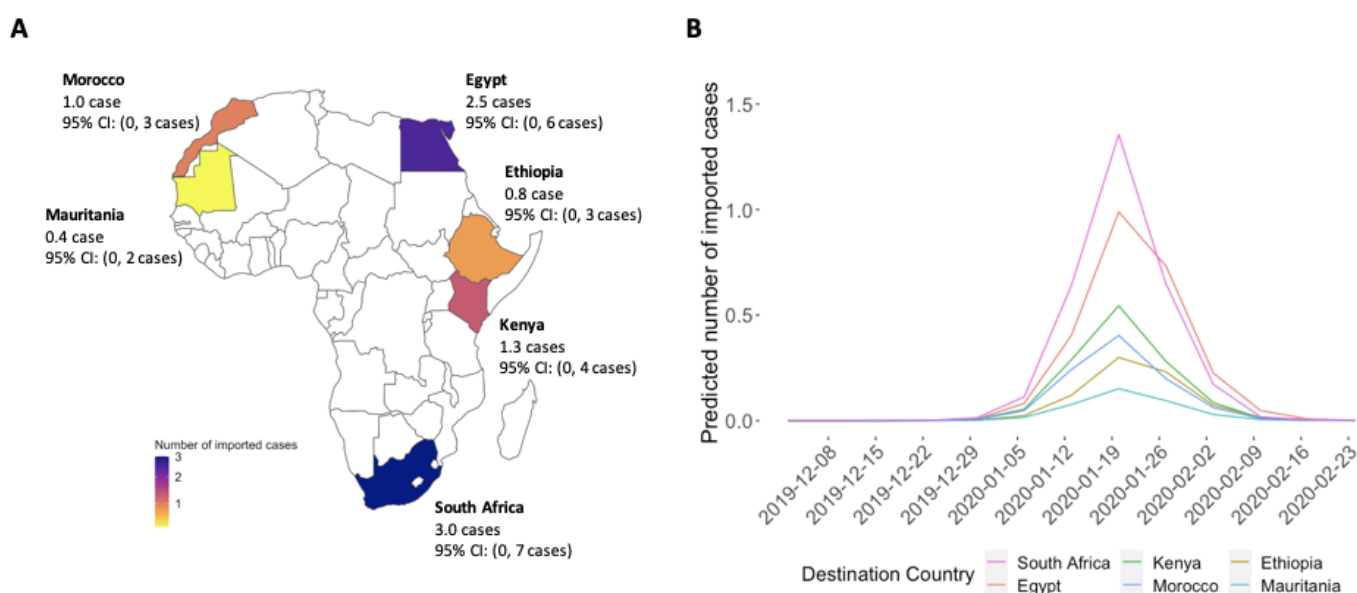 A
Morocco
1.0 case
95% CI: (0, 3 cases)
Egypt
2.5 cases
95% CI: (0, 6 cases)
Ethiopia
0.8 case
95% CI: (0, 3 cases)
Mauritania
0.4 case
95% CI: (0, 2 cases)
Kenya
1.3 cases
95% CI: (0, 4 cases)
Number of imported cases
3
2
1
South Africa
3.0 cases
95% CI: (0, 7 cases)
B
Predicted number of imported cases
1.5
1.0
0.5
0.0
2019-12-08
2019-12-15
2019-12-22
2019-12-29
2020-01-05
2020-01-12
2020-01-19
2020-01-26
2020-02-02
2020-02-09
2020-02-16
2020-02-23
Destination Country
South Africa
Kenya
Ethiopia
Egypt
Morocco
Mauritania